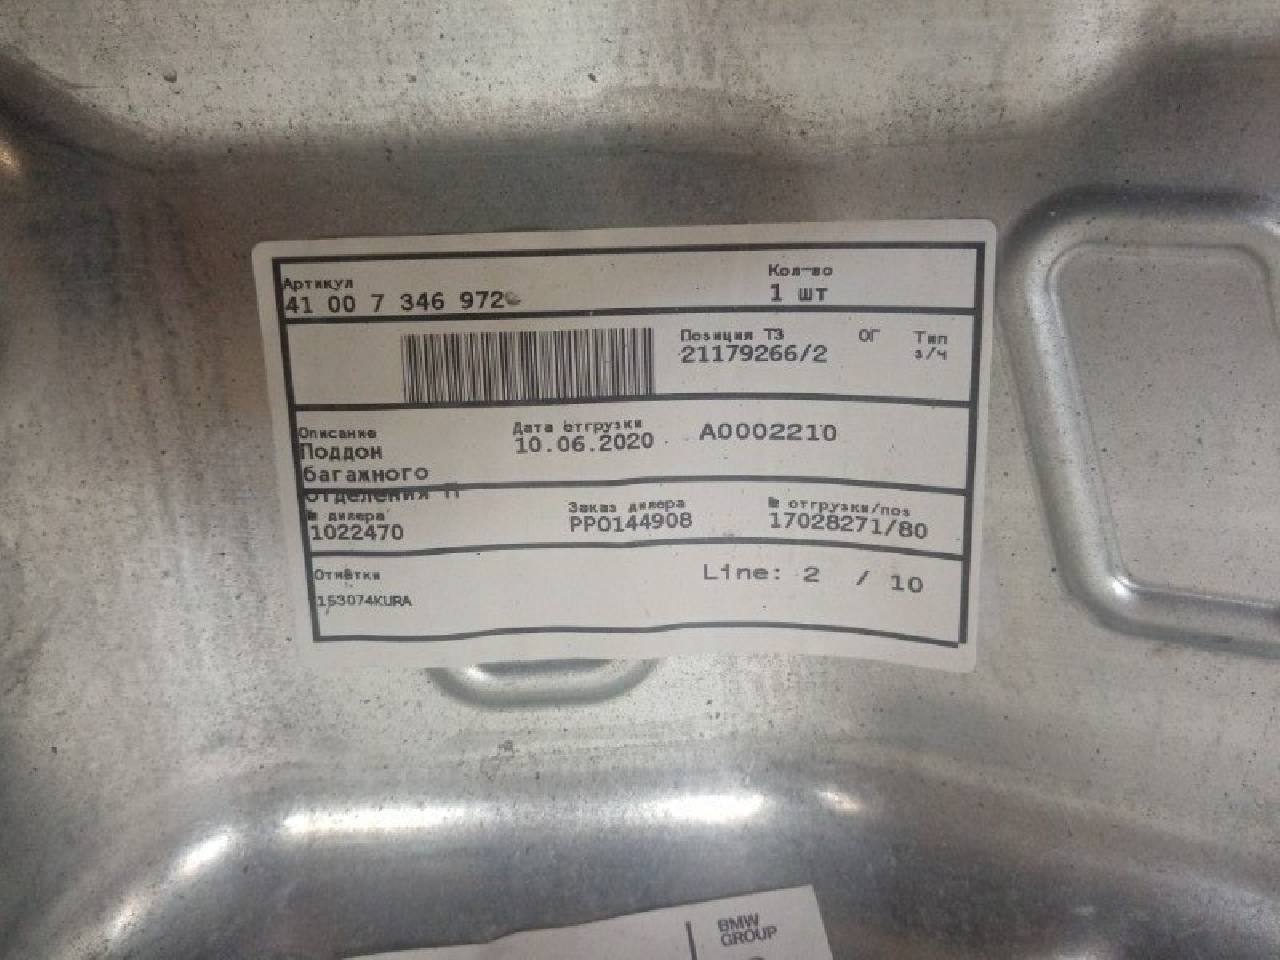 Артикул
Кол-во
41 00 7 346 972
1 шт
Позиция ТЗ ОГ Тип
21179266/2 з/ч
Описание
Дата отгрузки
10.06.2020 A0002210
Поддон
багажного
отделения П
№ дилера
Заказ дилера
№ отгрузки/поз
1022470
PPO144908
17028271/80
Отметки
Line: 2 / 10
153074KURA
BMW
GROUP